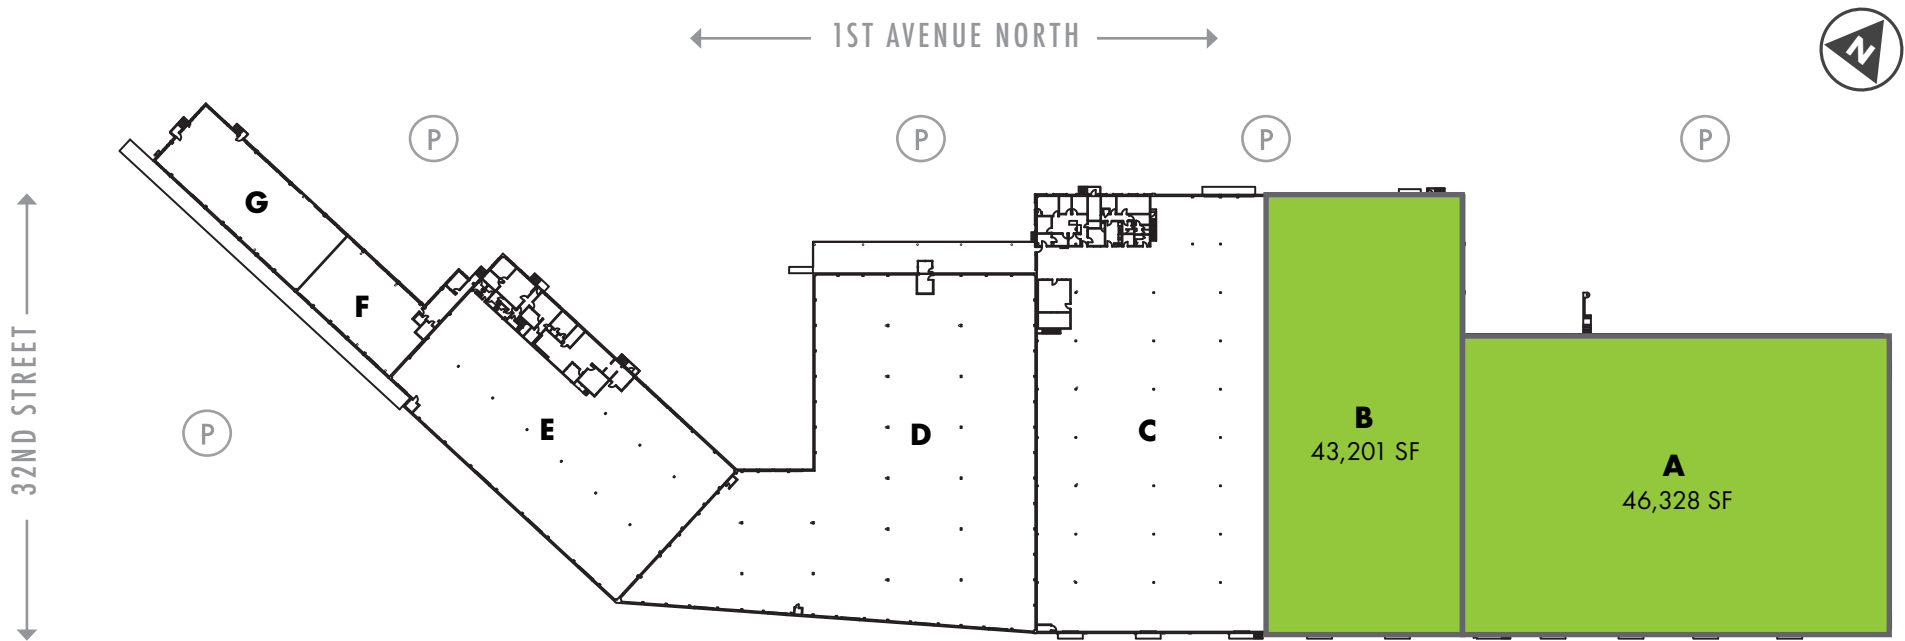 1ST AVENUE NORTH
N
P
P
P
P
G
F
32ND STREET
P
E
D
C
B
43,201 SF
A
46,328 SF